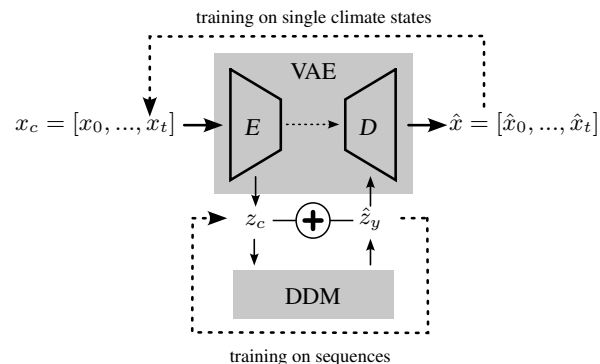 training on single climate states
VAE
x_c = [x_0, ..., x_t]
E
D
x̂ = [x̂_0, ..., x̂_t]
z_c
+
ẑ_y
DDM
training on sequences